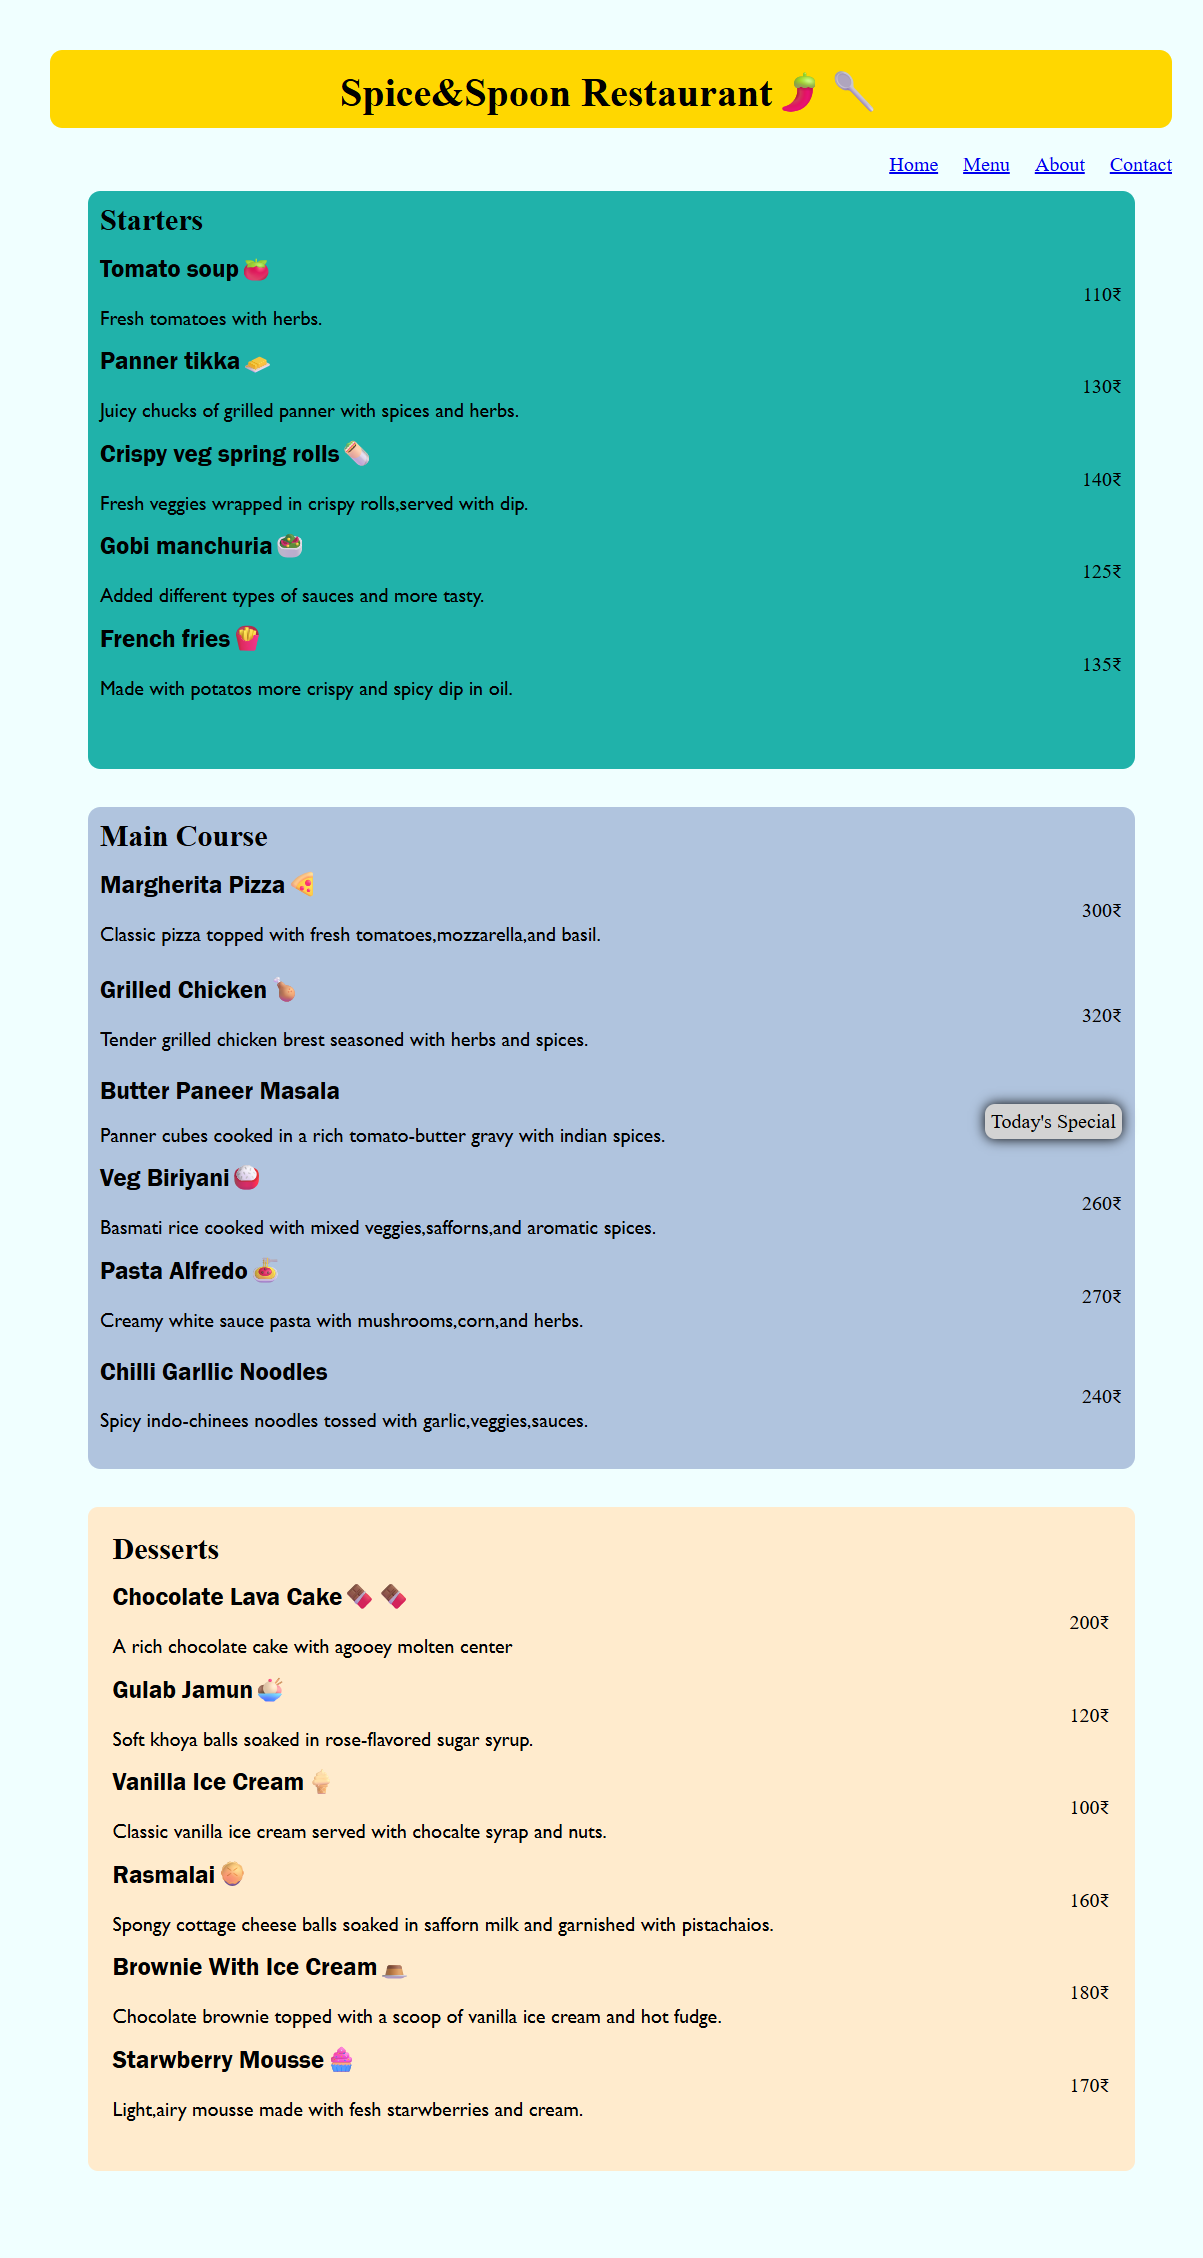 Spice&Spoon Restaurant 🌶️ 🥄
Home Menu About Contact
Starters
Tomato soup 🍅
110₹
Fresh tomatoes with herbs.
Panner tikka 🧈
130₹
Juicy chucks of grilled panner with spices and herbs.
Crispy veg spring rolls 🌯
140₹
Fresh veggies wrapped in crispy rolls,served with dip.
Gobi manchuria 🥗
125₹
Added different types of sauces and more tasty.
French fries 🍟
135₹
Made with potatos more crispy and spicy dip in oil.
Main Course
Margherita Pizza 🍕
300₹
Classic pizza topped with fresh tomatoes,mozzarella,and basil.
Grilled Chicken 🍗
320₹
Tender grilled chicken brest seasoned with herbs and spices.
Butter Paneer Masala
Today's Special
Panner cubes cooked in a rich tomato-butter gravy with indian spices.
Veg Biriyani 🍚
260₹
Basmati rice cooked with mixed veggies,safforns,and aromatic spices.
Pasta Alfredo 🍝
270₹
Creamy white sauce pasta with mushrooms,corn,and herbs.
Chilli Garllic Noodles
240₹
Spicy indo-chinees noodles tossed with garlic,veggies,sauces.
Desserts
Chocolate Lava Cake 🍫 🍫
200₹
A rich chocolate cake with agooey molten center
Gulab Jamun 🍨
120₹
Soft khoya balls soaked in rose-flavored sugar syrup.
Vanilla Ice Cream 🍦
100₹
Classic vanilla ice cream served with chocalte syrap and nuts.
Rasmalai 🍘
160₹
Spongy cottage cheese balls soaked in safforn milk and garnished with pistachaios.
Brownie With Ice Cream 🍮
180₹
Chocolate brownie topped with a scoop of vanilla ice cream and hot fudge.
Starwberry Mousse 🧁
170₹
Light,airy mousse made with fesh starwberries and cream.